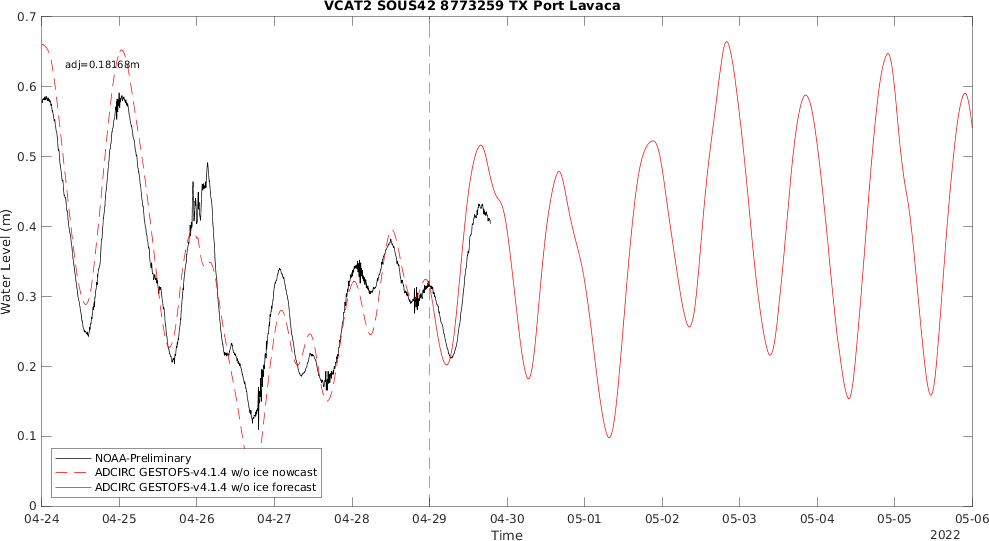 VCAT2 SOUS42 8773259 TX Port Lavaca
adj=0.18168m
0.7
0.6
0.5
0.4
0.3
0.2
0.1
0
Water Level (m)
NOAA-Preliminary
ADCIRC GESTOFS-v4.1.4 w/o ice nowcast
ADCIRC GESTOFS-v4.1.4 w/o ice forecast
04-24 04-25 04-26 04-27 04-28 04-29 04-30 05-01 05-02 05-03 05-04 05-05 05-06
Time
2022